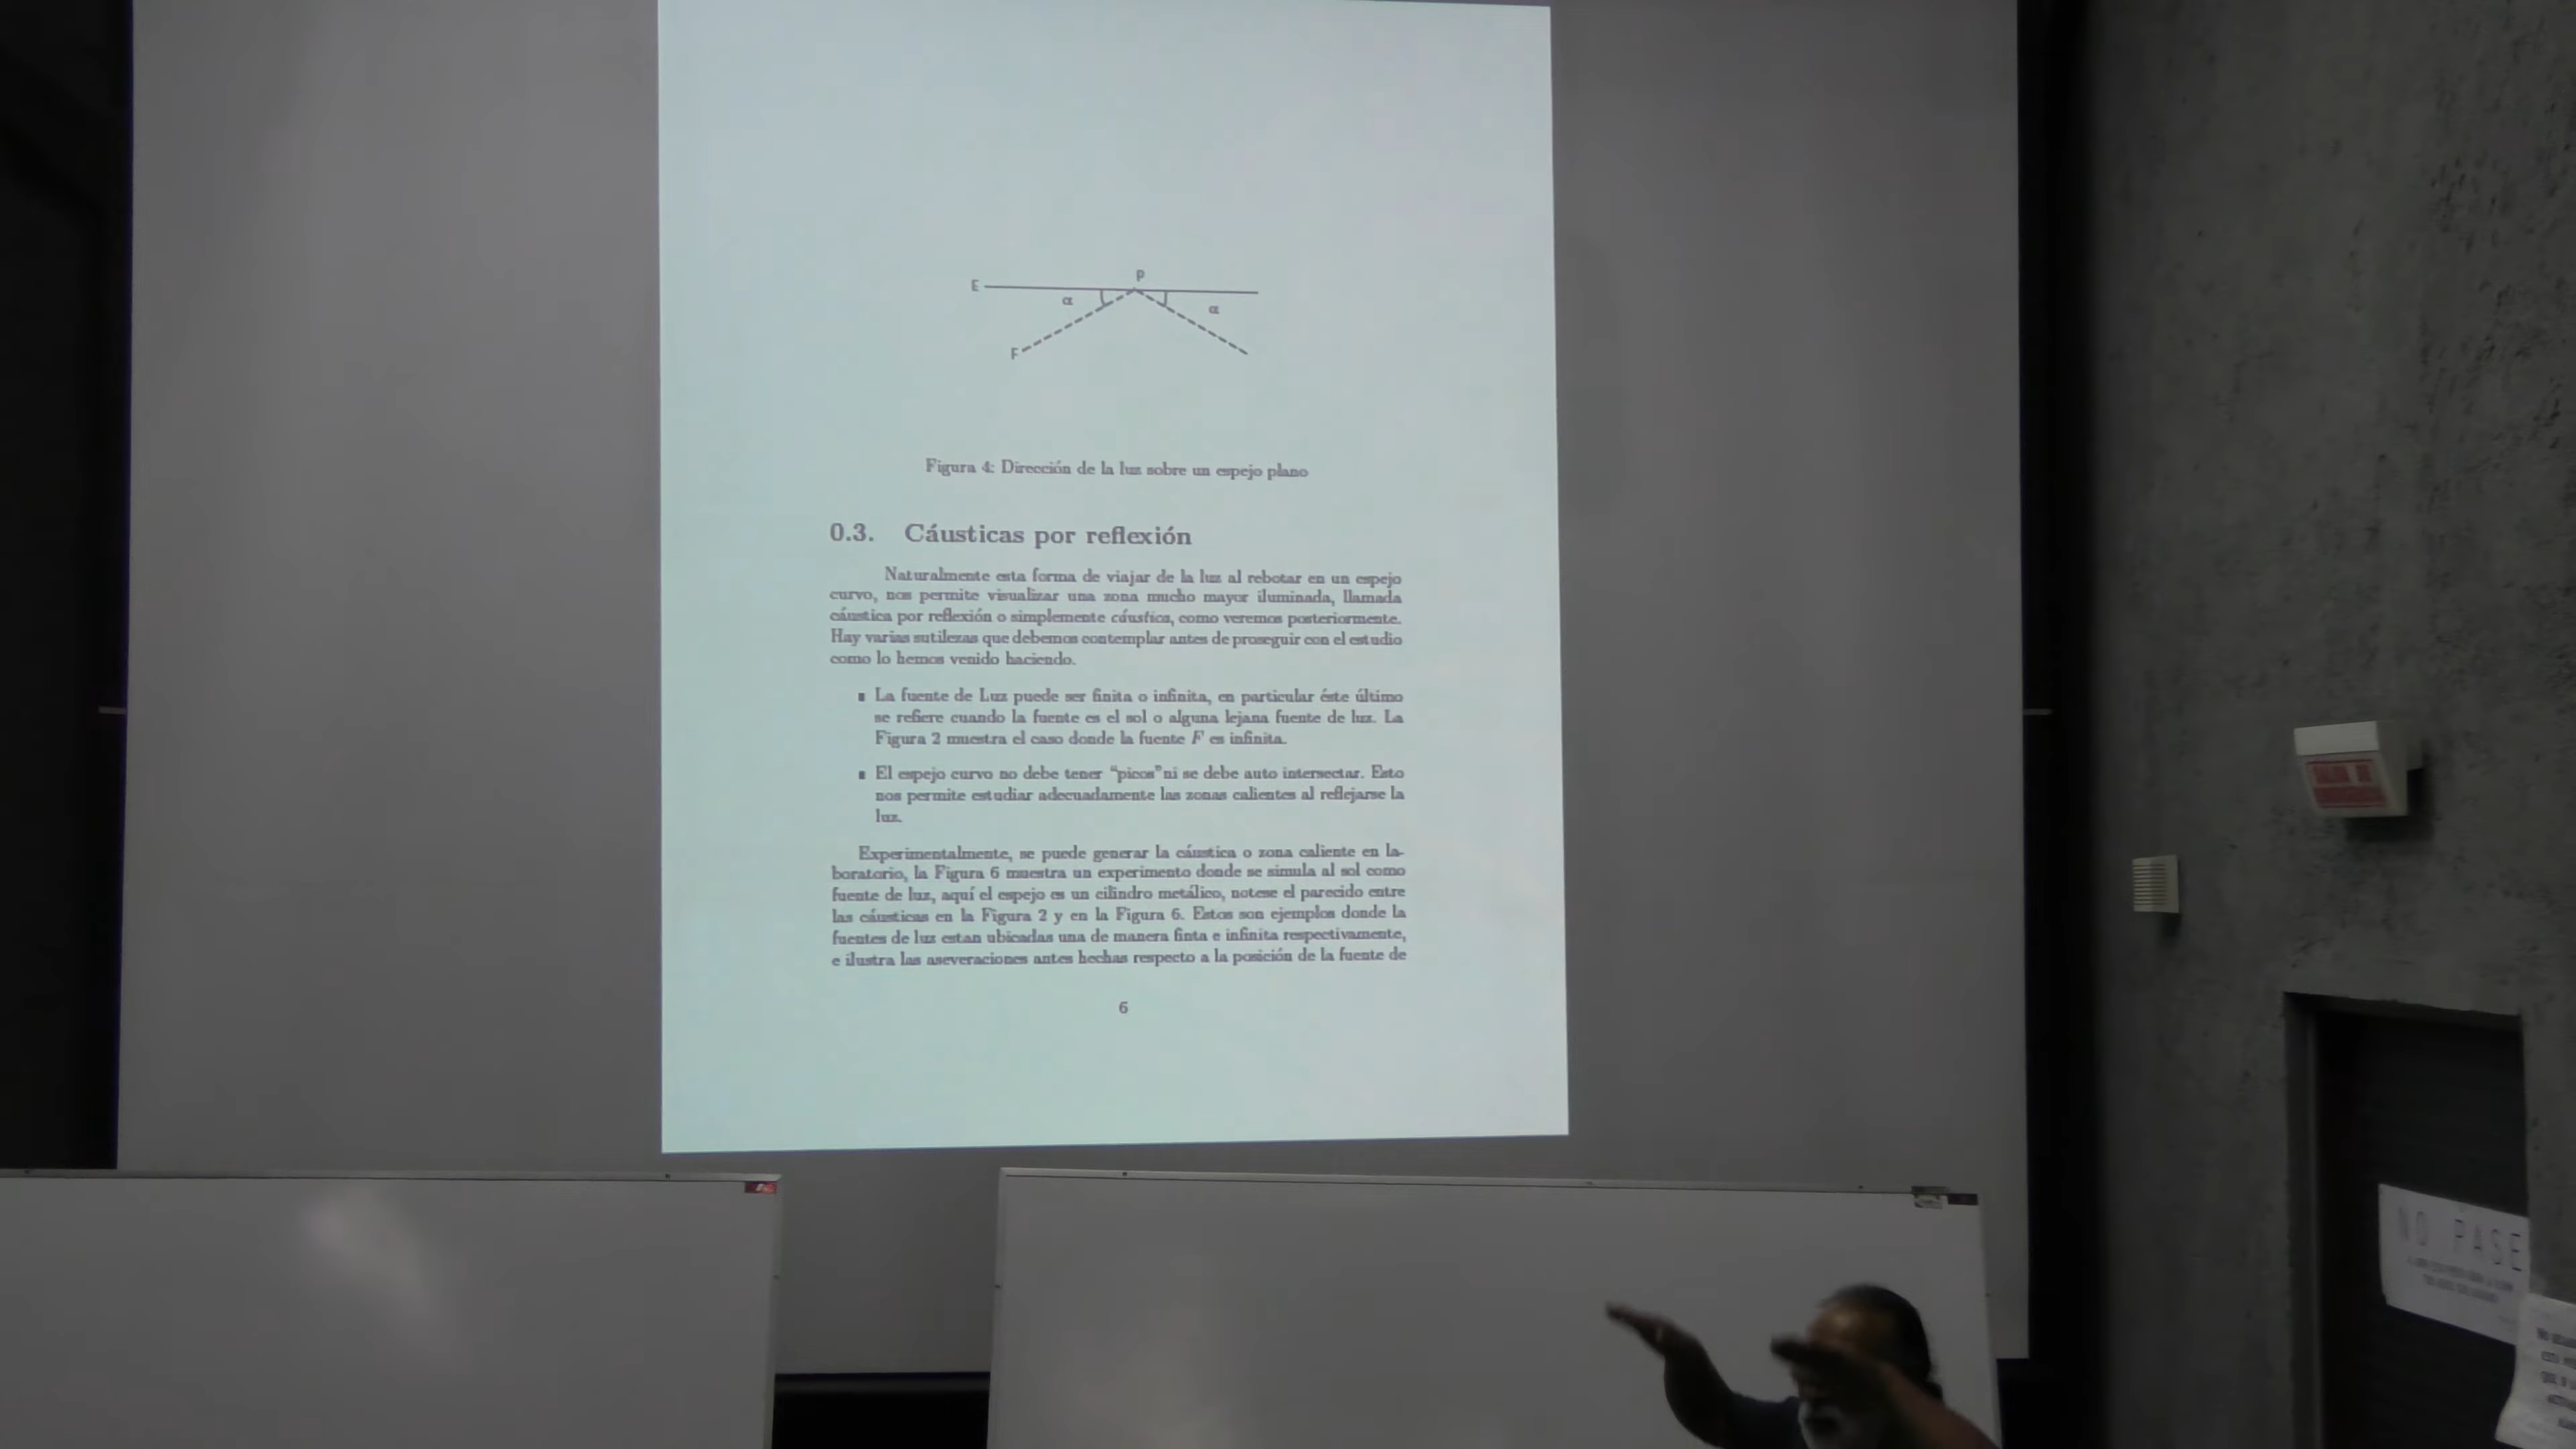 P
E
α
α
F
Figura 4: Dirección de la luz sobre un espejo plano
0.3. Cáusticas por reflexión
Naturalmente esta forma de viajar de la luz al rebotar en un espejo
curvo, nos permite visualizar una zona mucho mayor iluminada, llamada
cáustica por reflexión o simplemente cáustica, como veremos posteriormente.
Hay varias sutilezas que debemos contemplar antes de proseguir con el estudio
como lo hemos venido haciendo.
▪ La fuente de Luz puede ser finita o infinita, en particular éste último
se refiere cuando la fuente es el sol o alguna lejana fuente de luz. La
Figura 2 muestra el caso donde la fuente F es infinita.
▪ El espejo curvo no debe tener “picos”ni se debe auto intersectar. Esto
nos permite estudiar adecuadamente las zonas calientes al reflejarse la
luz.
Experimentalmente, se puede generar la cáustica o zona caliente en la-
boratorio, la Figura 6 muestra un experimento donde se simula al sol como
fuente de luz, aquí el espejo es un cilindro metálico, notese el parecido entre
las cáusticas en la Figura 2 y en la Figura 6. Estos son ejemplos donde la
fuentes de luz estan ubicadas una de manera finta e infinita respectivamente,
e ilustra las aseveraciones antes hechas respecto a la posición de la fuente de
6
SALIDA DE
NO PASE